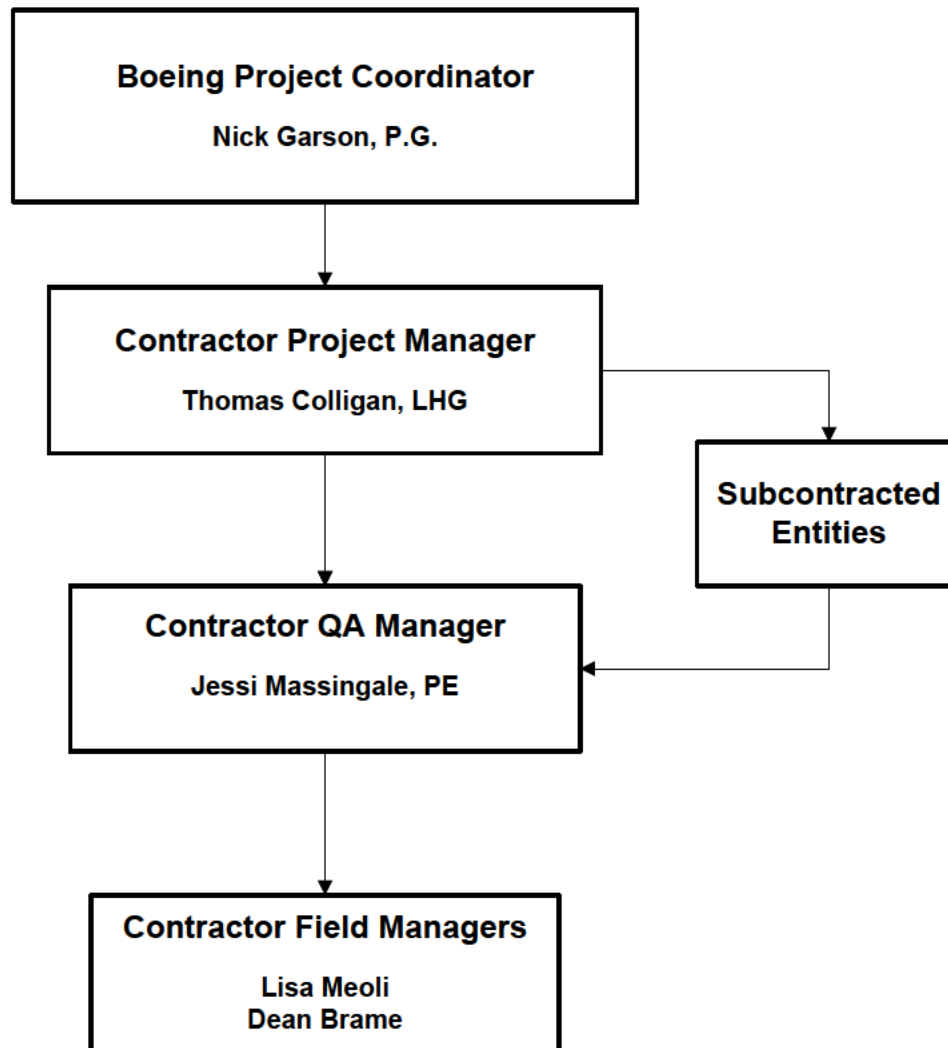 Boeing Project Coordinator
Nick Garson, P.G.
Contractor Project Manager
Thomas Colligan, LHG
Subcontracted
Entities
Contractor QA Manager
Jessi Massingale, PE
Contractor Field Managers
Lisa Meoli
Dean Brame